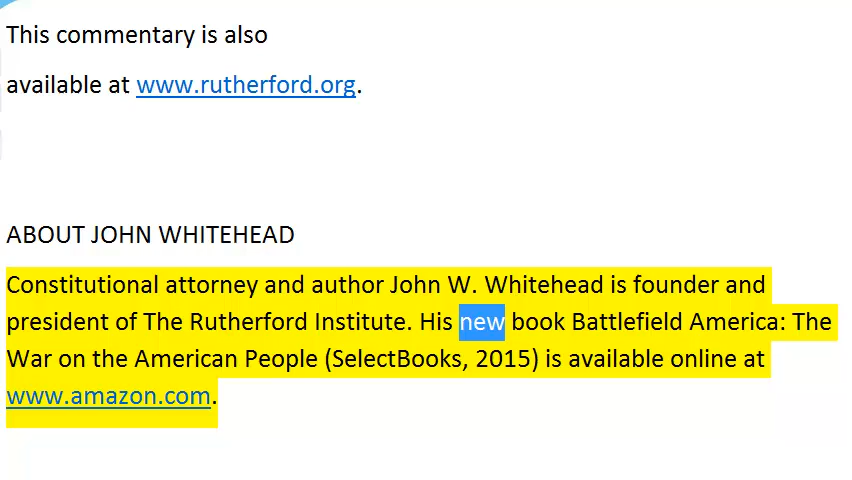 This commentary is also
available at www.rutherford.org.
ABOUT JOHN WHITEHEAD
Constitutional attorney and author John W. Whitehead is founder and
president of The Rutherford Institute. His new book Battlefield America: The
War on the American People (SelectBooks, 2015) is available online at
www.amazon.com.